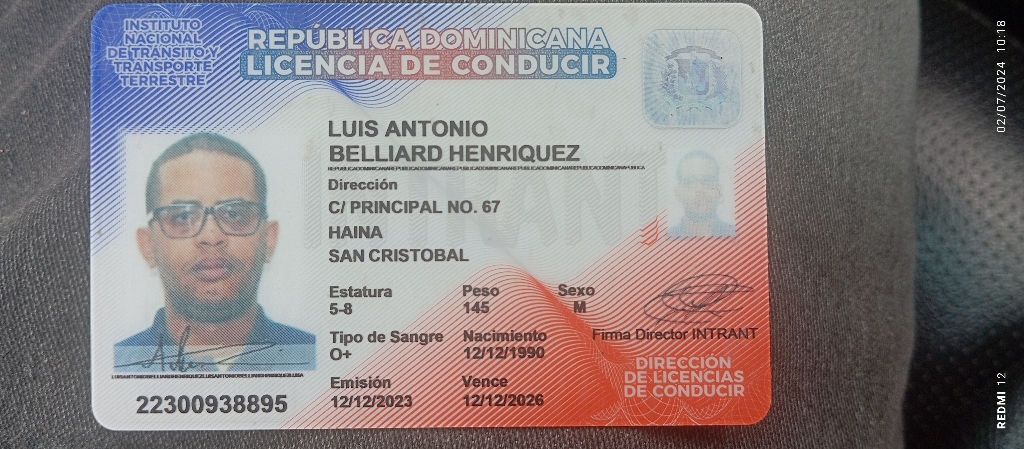 INSTITUTO
NACIONAL
DE TRÁNSITO Y
TRANSPORTE
TERRESTRE
REPÚBLICA DOMINICANA
LICENCIA DE CONDUCIR
LUIS ANTONIO
BELLIARD HENRIQUEZ
Dirección
C/ PRINCIPAL NO. 67
HAINA
SAN CRISTOBAL
INTRANT
Estatura Peso Sexo
5-8 145 M
Tipo de Sangre Nacimiento
O+ 12/12/1990
Emisión Vence
12/12/2023 12/12/2026
Firma Director INTRANT
DIRECCIÓN
DE LICENCIAS
DE CONDUCIR
22300938895
02/07/2024 10:18
REDMI 12